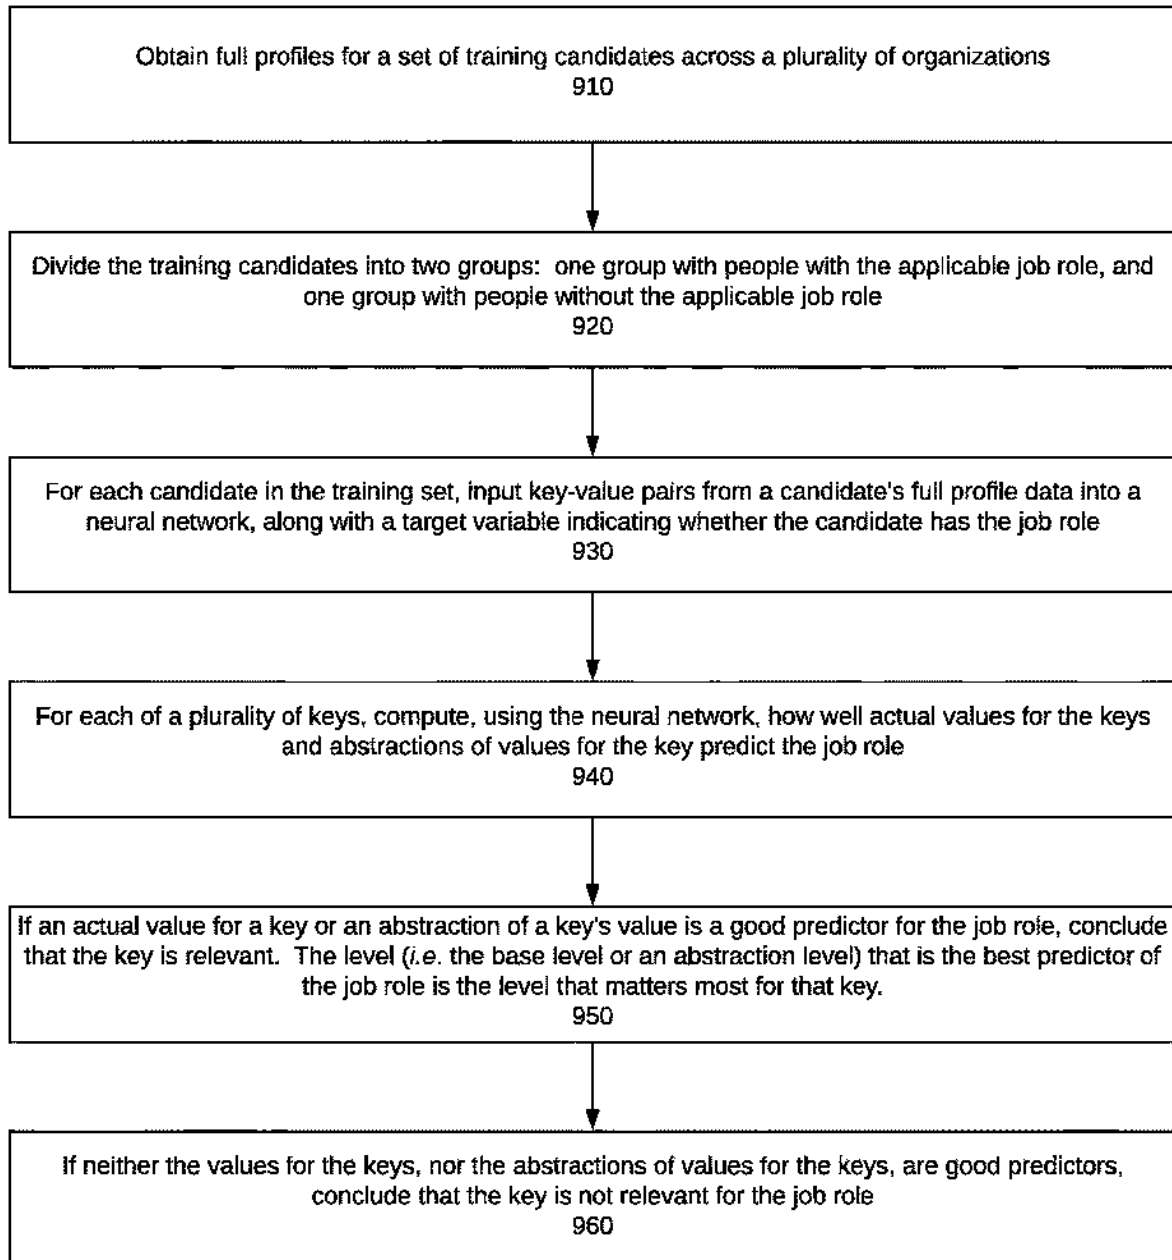 Obtain full profiles for a set of training candidates across a plurality of organizations
910
Divide the training candidates into two groups:  one group with people with the applicable job role, and
one group with people without the applicable job role
920
For each candidate in the training set, input key-value pairs from a candidate's full profile data into a
neural network, along with a target variable indicating whether the candidate has the job role
930
For each of a plurality of keys, compute, using the neural network, how well actual values for the keys
and abstractions of values for the key predict the job role
940
If an actual value for a key or an abstraction of a key's value is a good predictor for the job role, conclude
that the key is relevant.  The level (i.e. the base level or an abstraction level) that is the best predictor of
the job role is the level that matters most for that key.
950
If neither the values for the keys, nor the abstractions of values for the keys, are good predictors,
conclude that the key is not relevant for the job role
960